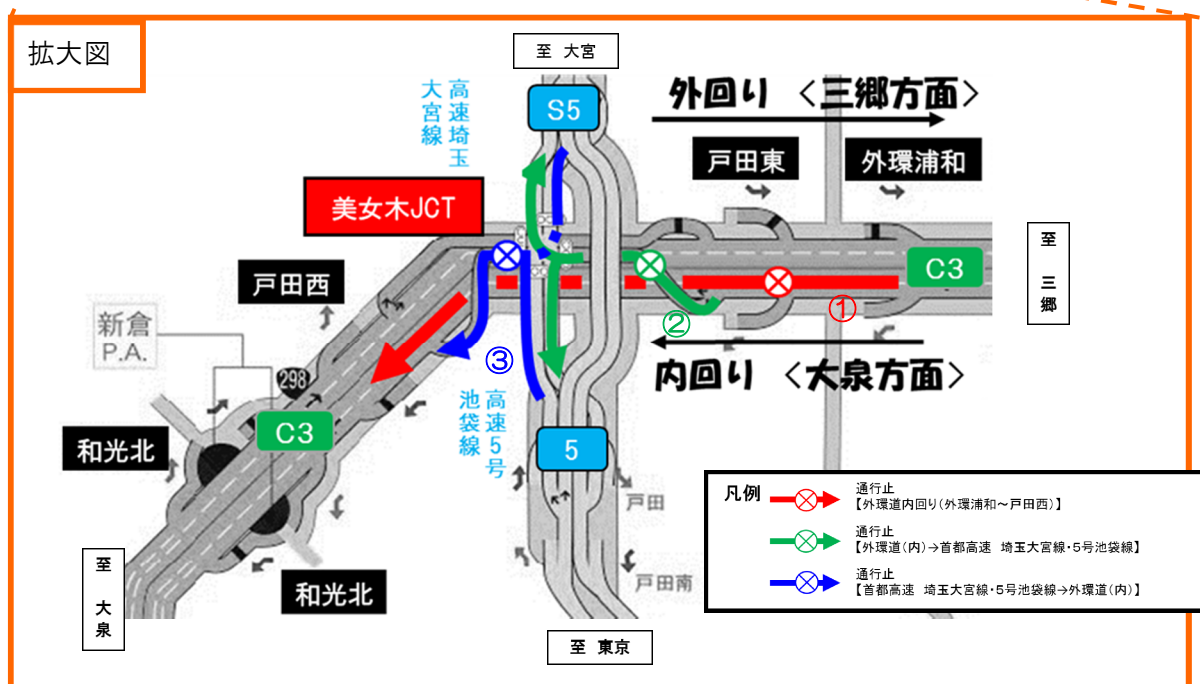 拡大図
至 大宮
高速埼玉
大宮線
S5
外回り <三郷方面>
戸田東
外環浦和
美女木JCT
至 三郷
C3
戸田西
①
新倉
P.A.
②
③
内回り <大泉方面>
298
高速5号
池袋線
C3
和光北
5
戸田
凡例
通行止
【外環道内回り(外環浦和～戸田西)】
通行止
【外環道(内)→首都高速 埼玉大宮線・5号池袋線】
通行止
【首都高速 埼玉大宮線・5号池袋線→外環道(内)】
至 大泉
和光北
戸田南
至 東京